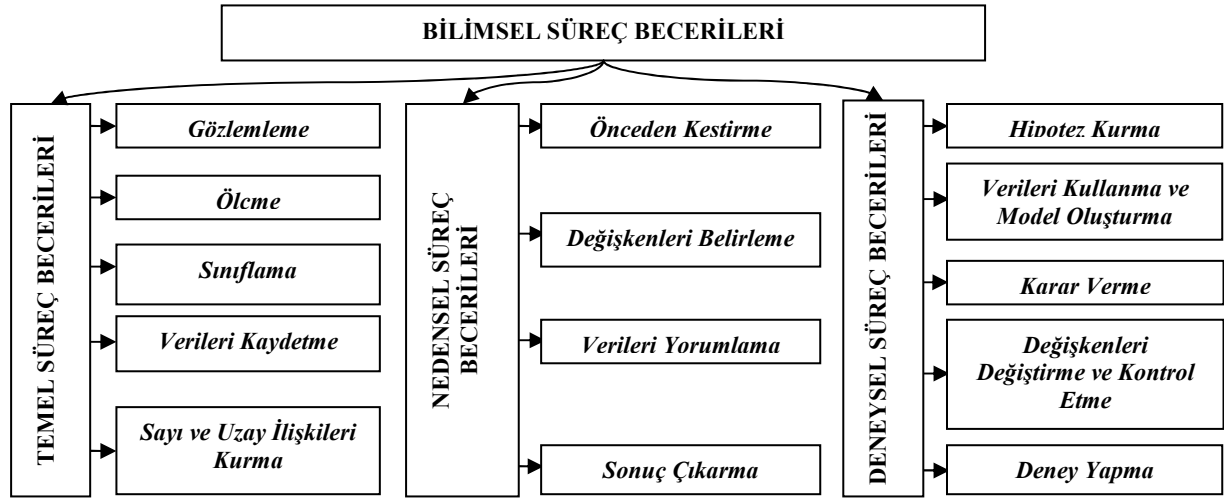 BİLİMSEL SÜREÇ BECERİLERİ
TEMEL SÜREÇ BECERİLERİ
Gözlemleme
Ölcme
Sınıflama
Verileri Kaydetme
Sayı ve Uzay İlişkileri
Kurma
NEDENSEL SÜREÇ
BECERİLERİ
Önceden Kestirme
Değişkenleri Belirleme
Verileri Yorumlama
Sonuç Çıkarma
DENEYSEL SÜREÇ BECERİLERİ
Hipotez Kurma
Verileri Kullanma ve
Model Oluşturma
Karar Verme
Değişkenleri
Değiştirme ve Kontrol
Etme
Deney Yapma